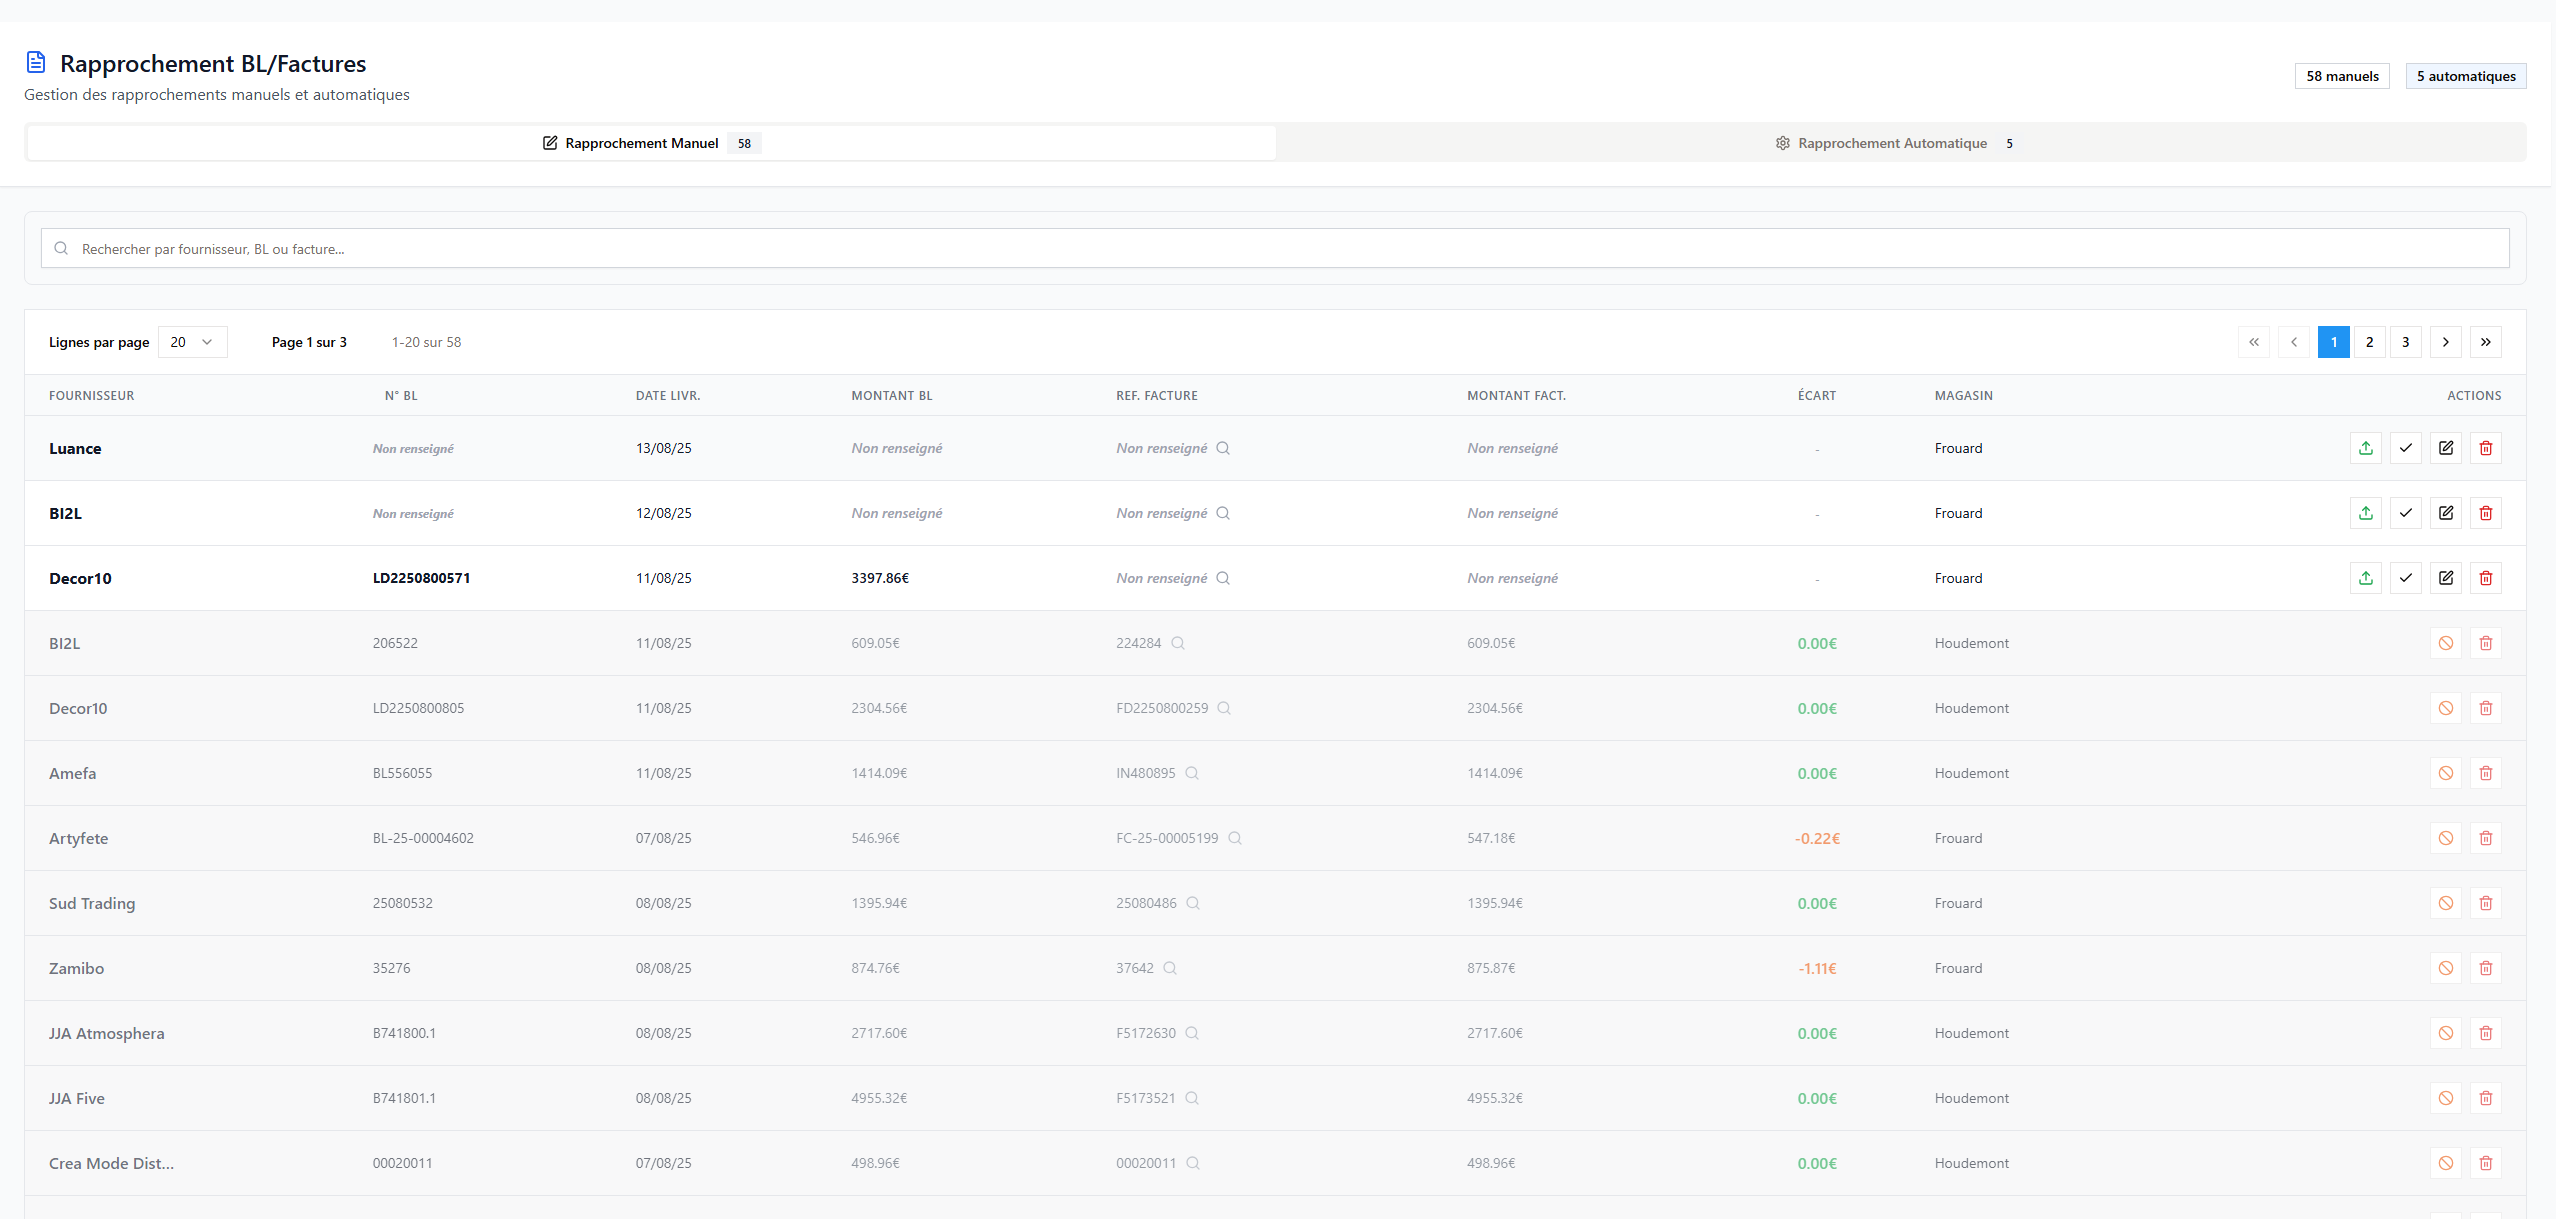 Rapprochement BL/Factures
Gestion des rapprochements manuels et automatiques
58 manuels 5 automatiques
Rapprochement Manuel 58 Rapprochement Automatique 5
Rechercher par fournisseur, BL ou facture...
Lignes par page 20 Page 1 sur 3 1-20 sur 58 « ‹ 1 2 3 › »
FOURNISSEUR N° BL DATE LIVR. MONTANT BL REF. FACTURE MONTANT FACT. ÉCART MAGASIN ACTIONS
Luance Non renseigné 13/08/25 Non renseigné Non renseigné Non renseigné - Frouard
BI2L Non renseigné 12/08/25 Non renseigné Non renseigné Non renseigné - Frouard
Decor10 LD2250800571 11/08/25 3397.86€ Non renseigné Non renseigné - Frouard
BI2L 206522 11/08/25 609.05€ 224284 609.05€ 0.00€ Houdemont
Decor10 LD2250800805 11/08/25 2304.56€ FD2250800259 2304.56€ 0.00€ Houdemont
Amefa BL556055 11/08/25 1414.09€ IN480895 1414.09€ 0.00€ Houdemont
Artyfete BL-25-00004602 07/08/25 546.96€ FC-25-00005199 547.18€ -0.22€ Frouard
Sud Trading 25080532 08/08/25 1395.94€ 25080486 1395.94€ 0.00€ Frouard
Zamibo 35276 08/08/25 874.76€ 37642 875.87€ -1.11€ Frouard
JJA Atmosphera B741800.1 08/08/25 2717.60€ F5172630 2717.60€ 0.00€ Houdemont
JJA Five B741801.1 08/08/25 4955.32€ F5173521 4955.32€ 0.00€ Houdemont
Crea Mode Dist... 00020011 07/08/25 498.96€ 00020011 498.96€ 0.00€ Houdemont